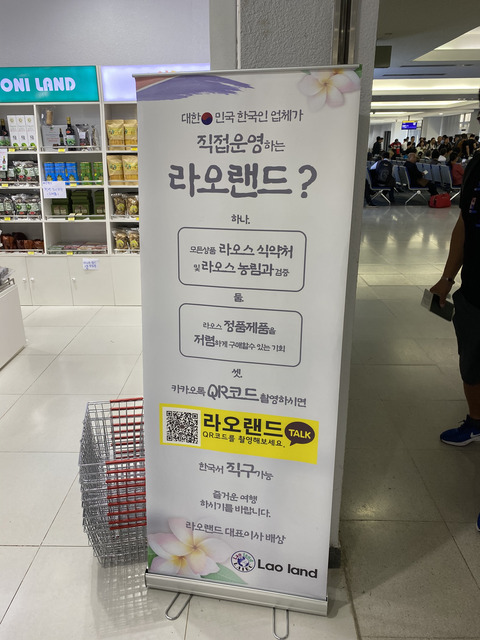 ONI LAND
대한민국 한국인 업체가
직접운영하는
라오랜드?
하나.
모든상품 라오스 식약처
및 라오스 농림과 검증
둘.
라오스 정품제품을
저렴하게 구매할수 있는 기회
셋.
카카오톡 QR코드 촬영하시면
라오랜드
TALK
QR코드를 촬영해보세요.
한국서 직구가능
즐거운 여행
하시기를 바랍니다.
라오랜드 대표이사 배상
Lao land